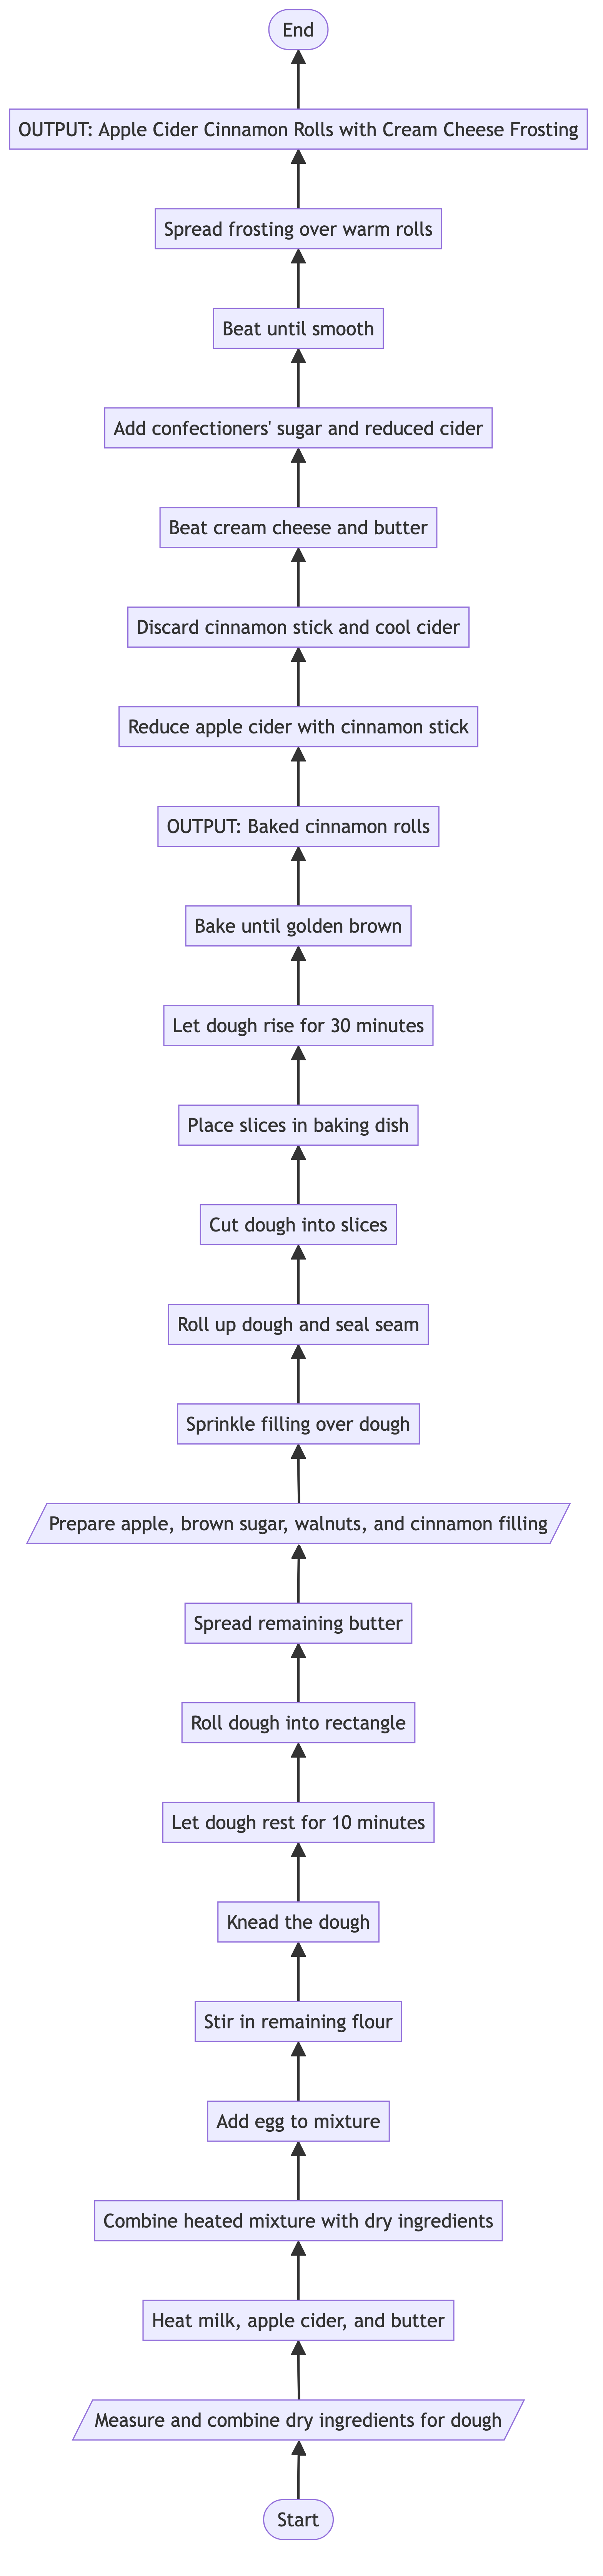 End
OUTPUT: Apple Cider Cinnamon Rolls with Cream Cheese Frosting
Spread frosting over warm rolls
Beat until smooth
Add confectioners' sugar and reduced cider
Beat cream cheese and butter
Discard cinnamon stick and cool cider
Reduce apple cider with cinnamon stick
OUTPUT: Baked cinnamon rolls
Bake until golden brown
Let dough rise for 30 minutes
Place slices in baking dish
Cut dough into slices
Roll up dough and seal seam
Sprinkle filling over dough
Prepare apple, brown sugar, walnuts, and cinnamon filling
Spread remaining butter
Roll dough into rectangle
Let dough rest for 10 minutes
Knead the dough
Stir in remaining flour
Add egg to mixture
Combine heated mixture with dry ingredients
Heat milk, apple cider, and butter
Measure and combine dry ingredients for dough
Start